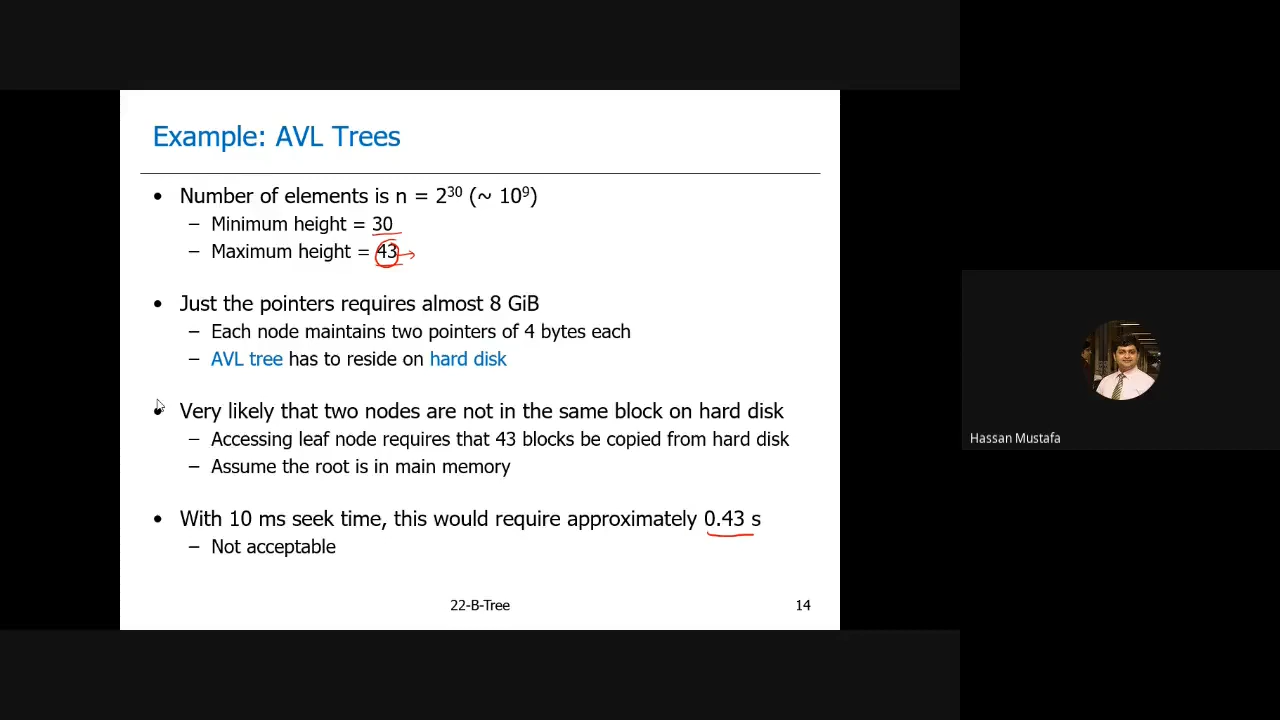 Example: AVL Trees
• Number of elements is n = 2³⁰ (~ 10⁹)
– Minimum height = 30
– Maximum height = 43
• Just the pointers requires almost 8 GiB
– Each node maintains two pointers of 4 bytes each
– AVL tree has to reside on hard disk
• Very likely that two nodes are not in the same block on hard disk
– Accessing leaf node requires that 43 blocks be copied from hard disk
– Assume the root is in main memory
• With 10 ms seek time, this would require approximately 0.43 s
– Not acceptable
22-B-Tree
14
Hassan Mustafa